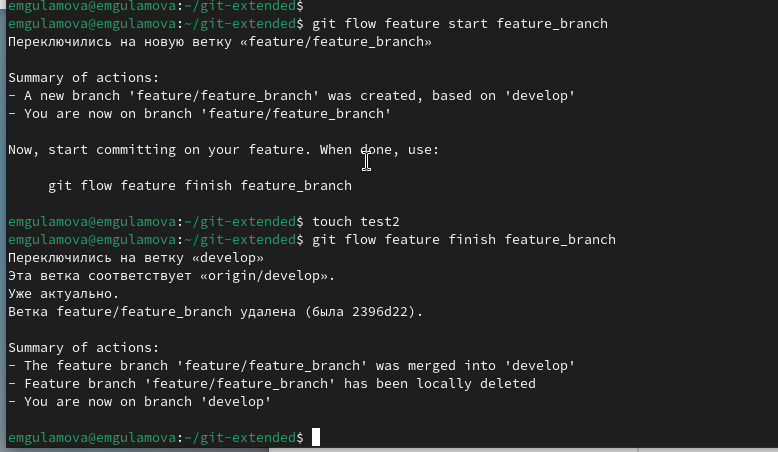 emgulamova@emgulamova:~/git-extended$
emgulamova@emgulamova:~/git-extended$ git flow feature start feature_branch
Переключились на новую ветку «feature/feature_branch»
Summary of actions:
- A new branch 'feature/feature_branch' was created, based on 'develop'
- You are now on branch 'feature/feature_branch'
Now, start committing on your feature. When done, use:
git flow feature finish feature_branch
emgulamova@emgulamova:~/git-extended$ touch test2
emgulamova@emgulamova:~/git-extended$ git flow feature finish feature_branch
Переключились на ветку «develop»
Эта ветка соответствует «origin/develop».
Уже актуально.
Ветка feature/feature_branch удалена (была 2396d22).
Summary of actions:
- The feature branch 'feature/feature_branch' was merged into 'develop'
- Feature branch 'feature/feature_branch' has been locally deleted
- You are now on branch 'develop'
emgulamova@emgulamova:~/git-extended$